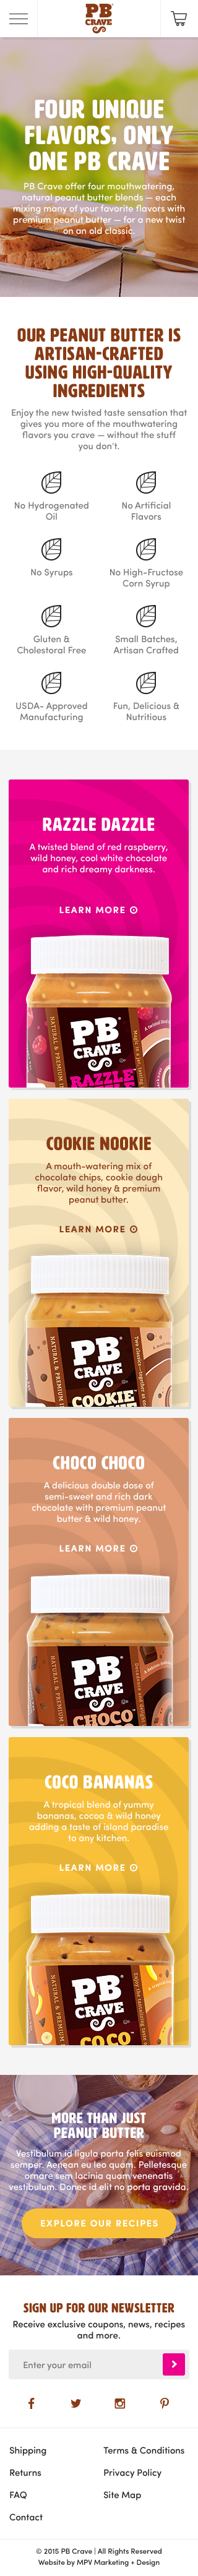 PB
CRAVE
FOUR UNIQUE
FLAVORS, ONLY
ONE PB CRAVE
PB Crave offer four mouthwatering,
natural peanut butter blends — each
mixing many of your favorite flavors with
premium peanut butter — for a new twist
on an old classic.
OUR PEANUT BUTTER IS
ARTISAN-CRAFTED
USING HIGH-QUALITY
INGREDIENTS
Enjoy the new twisted taste sensation that
gives you more of the mouthwatering
flavors you crave — without the stuff
you don't.
No Hydrogenated
Oil
No Artificial
Flavors
No Syrups
No High-Fructose
Corn Syrup
Gluten &
Cholestoral Free
Small Batches,
Artisan Crafted
USDA- Approved
Manufacturing
Fun, Delicious &
Nutritious
RAZZLE DAZZLE
A twisted blend of red raspberry,
wild honey, cool white chocolate
and rich dreamy darkness.
LEARN MORE
PB
CRAVE
RAZZLE
COOKIE NOOKIE
A mouth-watering mix of
chocolate chips, cookie dough
flavor, wild honey & premium
peanut butter.
LEARN MORE
PB
CRAVE
COOKIE
CHOCO CHOCO
A delicious double dose of
semi-sweet and rich dark
chocolate with premium peanut
butter & wild honey.
LEARN MORE
PB
CRAVE
CHOCO
COCO BANANAS
A tropical blend of yummy
bananas, cocoa & wild honey
adding a taste of island paradise
to any kitchen.
LEARN MORE
PB
CRAVE
COCO
MORE THAN JUST
PEANUT BUTTER
Vestibulum id ligula porta felis euismod
semper. Aenean eu leo quam. Pelletesque
ornare sem lacinia quam venenatis
vestibulum. Donec id elit no porta gravida.
EXPLORE OUR RECIPES
SIGN UP FOR OUR NEWSLETTER
Receive exclusive coupons, news, recipes
and more.
Enter your email
Shipping
Terms & Conditions
Returns
Privacy Policy
FAQ
Site Map
Contact
© 2015 PB Crave | All Rights Reserved
Website by MPV Marketing + Design